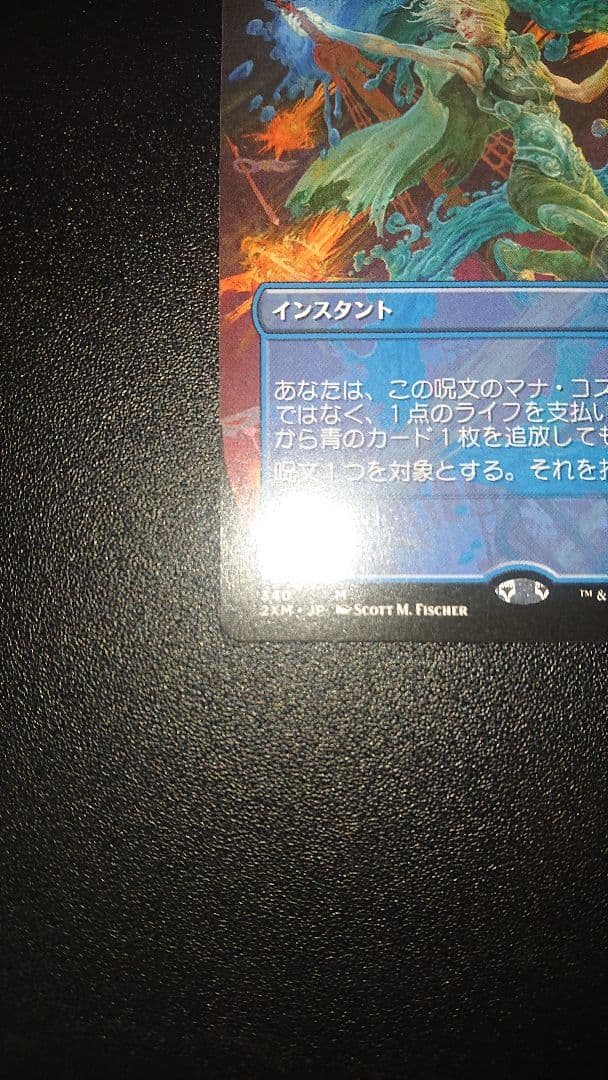 インスタント
あなたは、この呪文のマナ・コス
ではなく、1点のライフを支払い
から青のカード1枚を追放しても
呪文1つを対象とする。それを打
340 M
2XM • JP SCOTT M. FISCHER
™ &